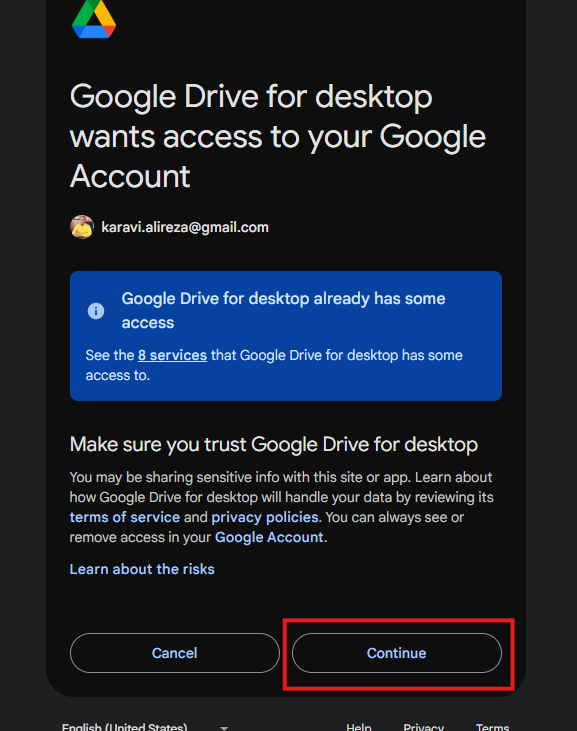 Google Drive for desktop
wants access to your Google
Account
karavi.alireza@gmail.com
Google Drive for desktop already has some
access
See the 8 services that Google Drive for desktop has some
access to.
Make sure you trust Google Drive for desktop
You may be sharing sensitive info with this site or app. Learn about
how Google Drive for desktop will handle your data by reviewing its
terms of service and privacy policies. You can always see or
remove access in your Google Account.
Learn about the risks
Cancel Continue
English (United States) Help Privacy Terms